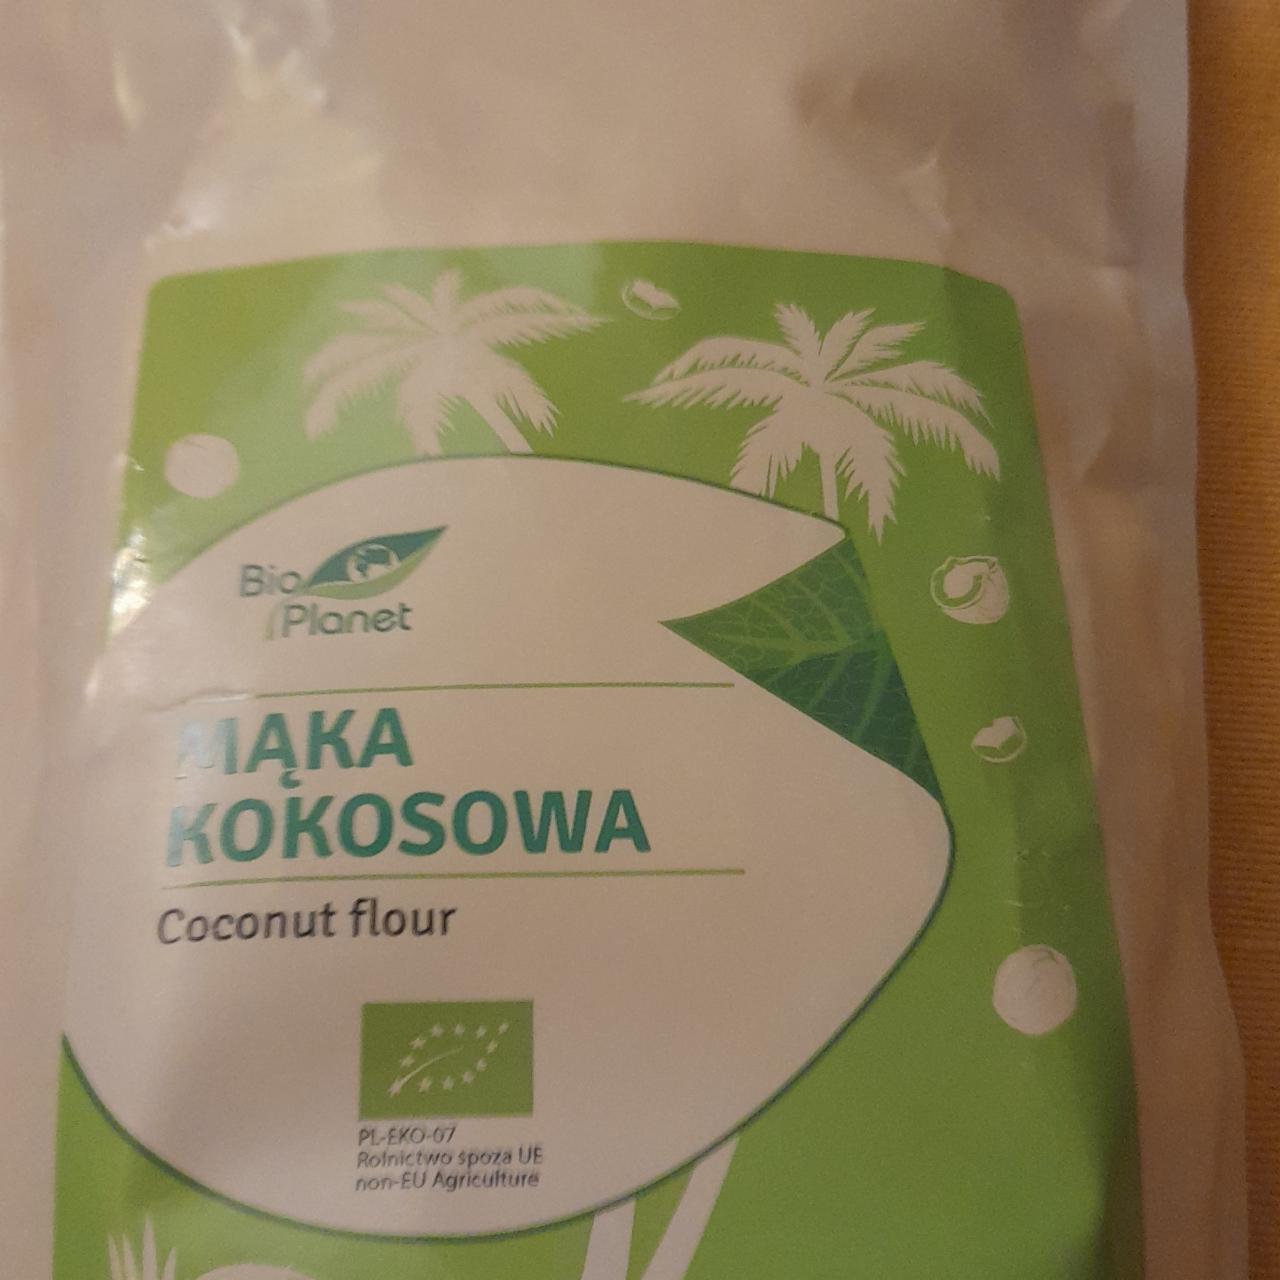 Bio
Planet
MĄKA
KOKOSOWA
Coconut flour
PL-EKO-07
Rolnictwo spoza UE
non-EU Agriculture